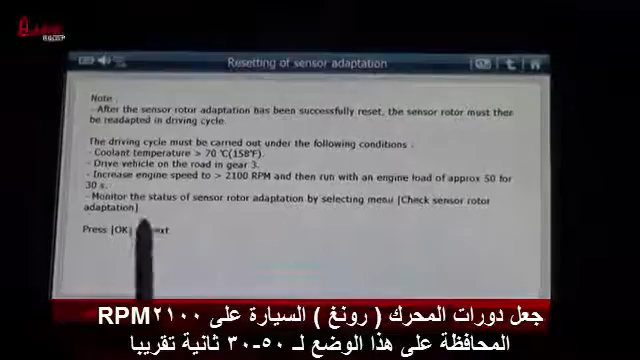 Resetting of sensor adaptation
Note :
- After the sensor rotor adaptation has been successfully reset, the sensor rotor must then
be readapted in driving cycle.
The driving cycle must be carried out under the following conditions :
- Coolant temperature > 70 ℃(158℉).
- Drive vehicle on the road in gear 3.
- Increase engine speed to > 2100 RPM and then run with an engine load of approx 50 for
30 s.
- Monitor the status of sensor rotor adaptation by selecting menu [Check sensor rotor
adaptation]
Press [OK]
جعل دورات المحرك ( رونغ ) السيارة على RPM٢١٠٠
المحافظة على هذا الوضع لـ ٥٠-٣٠ ثانية تقريبا